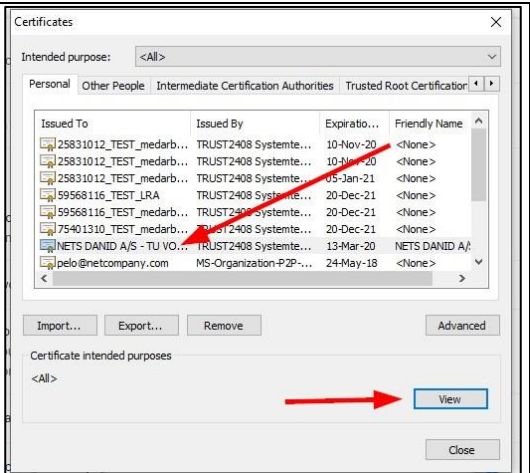 Certificates
Intended purpose: <All>
Personal Other People Intermediate Certification Authorities Trusted Root Certification
Issued To Issued By Expiratio... Friendly Name
25831012_TEST_medarb... TRUST2408 Systemte... 10-Nov-20 <None>
25831012_TEST_medarb... TRUST2408 Systemte... 10-Nov-20 <None>
25831012_TEST_medarb... TRUST2408 Systemte... 05-Jan-21 <None>
59568116_TEST_LRA TRUST2408 Systemte... 20-Dec-21 <None>
59568116_TEST_medarb... TRUST2408 Systemte... 20-Dec-21 <None>
75401310_TEST_medarb... TRUST2408 Systemte... 20-Dec-21 <None>
NETS DANID A/S - TU VO... TRUST2408 Systemte... 13-Mar-20 NETS DANID A/S
pelo@netcompany.com MS-Organization-P2P-... 24-May-18 <None>
Import... Export... Remove Advanced
Certificate intended purposes
<All>
View
Close